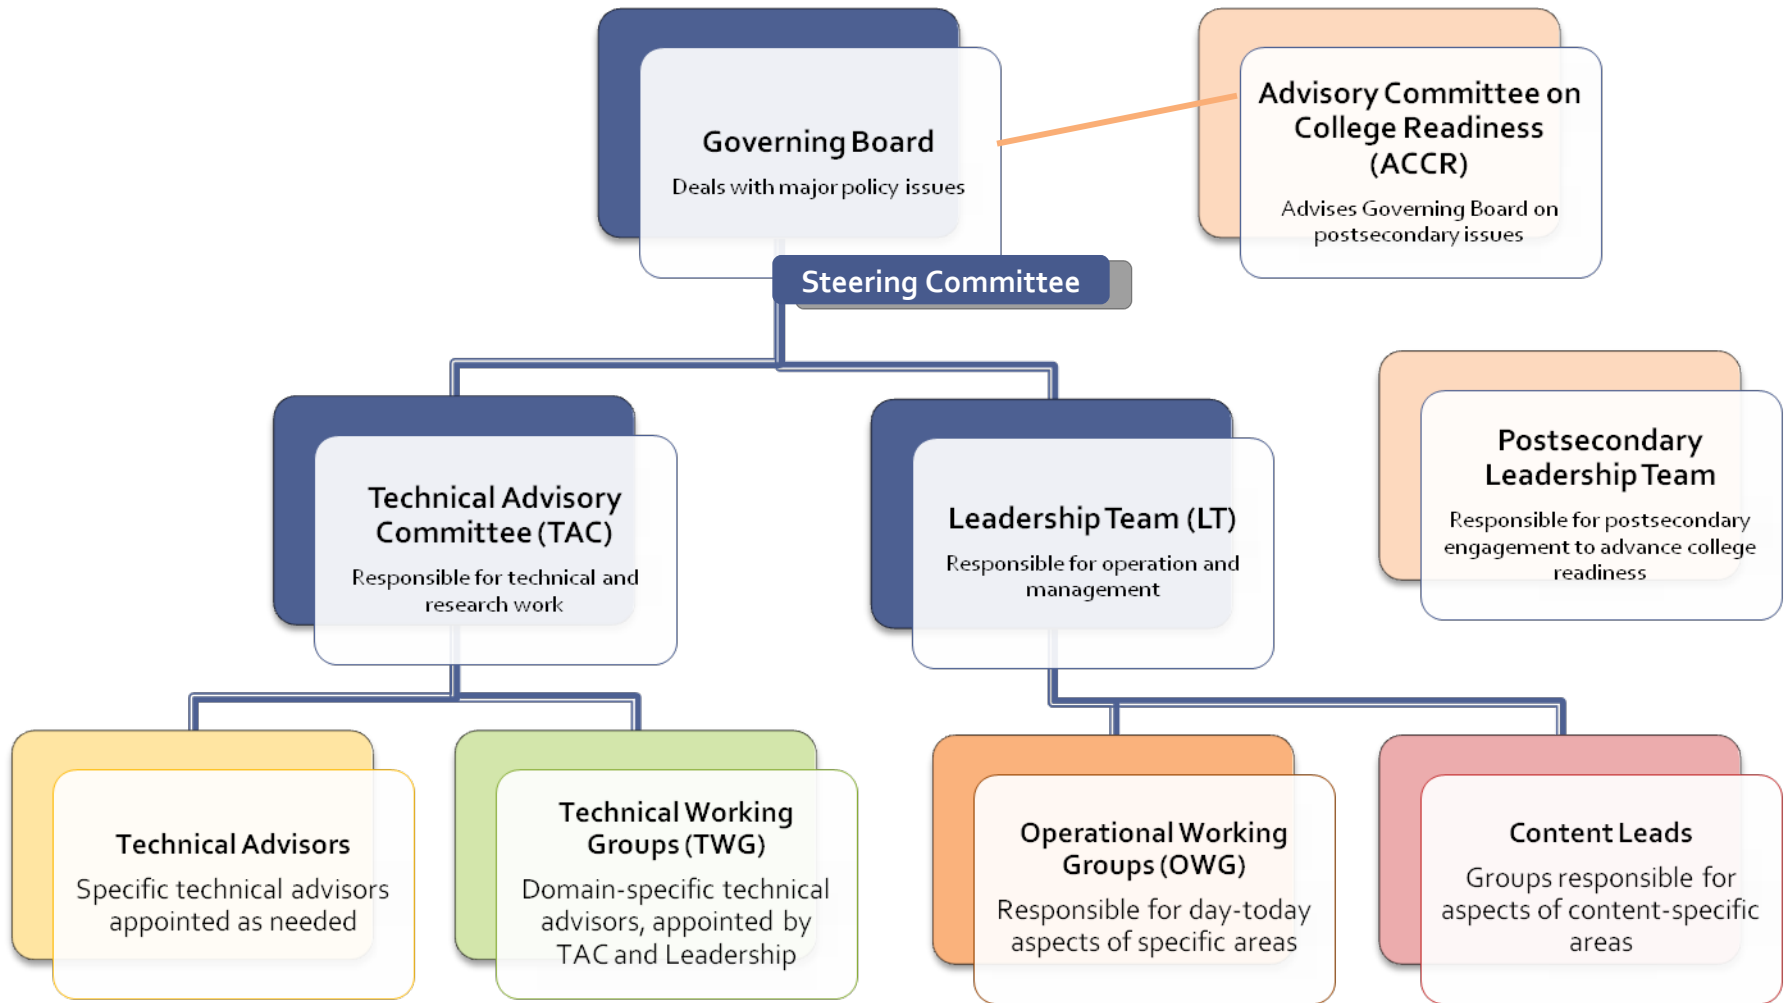 Governing Board
Deals with major policy issues
Advisory Committee on
College Readiness
(ACCR)
Advises Governing Board on
postsecondary issues
Steering Committee
Technical Advisory
Committee (TAC)
Responsible for technical and
research work
Leadership Team (LT)
Responsible for operation and
management
Postsecondary
Leadership Team
Responsible for postsecondary
engagement to advance college
readiness
Technical Advisors
Specific technical advisors
appointed as needed
Technical Working
Groups (TWG)
Domain-specific technical
advisors, appointed by
TAC and Leadership
Operational Working
Groups (OWG)
Responsible for day-today
aspects of specific areas
Content Leads
Groups responsible for
aspects of content-specific
areas